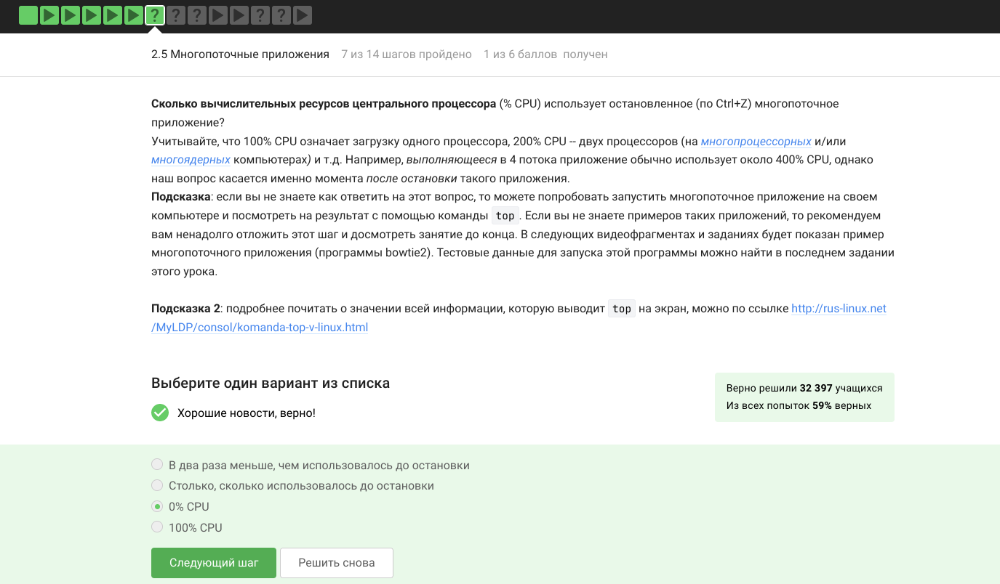 2.5 Многопоточные приложения 7 из 14 шагов пройдено 1 из 6 баллов получен
Сколько вычислительных ресурсов центрального процессора (% CPU) использует остановленное (по Ctrl+Z) многопоточное
приложение?
Учитывайте, что 100% CPU означает загрузку одного процессора, 200% CPU -- двух процессоров (на многопроцессорных и/или
многоядерных компьютерах) и т.д. Например, выполняющееся в 4 потока приложение обычно использует около 400% CPU, однако
наш вопрос касается именно момента после остановки такого приложения.
Подсказка: если вы не знаете как ответить на этот вопрос, то можете попробовать запустить многопоточное приложение на своем
компьютере и посмотреть на результат с помощью команды top. Если вы не знаете примеров таких приложений, то рекомендуем
вам ненадолго отложить этот шаг и досмотреть занятие до конца. В следующих видеофрагментах и заданиях будет показан пример
многопоточного приложения (программы bowtie2). Тестовые данные для запуска этой программы можно найти в последнем задании
этого урока.
Подсказка 2: подробнее почитать о значении всей информации, которую выводит top на экран, можно по ссылке http://rus-linux.net
/MyLDP/consol/komanda-top-v-linux.html
Выберите один вариант из списка
Верно решили 32 397 учащихся
Из всех попыток 59% верных
Хорошие новости, верно!
В два раза меньше, чем использовалось до остановки
Столько, сколько использовалось до остановки
0% CPU
100% CPU
Следующий шаг Решить снова